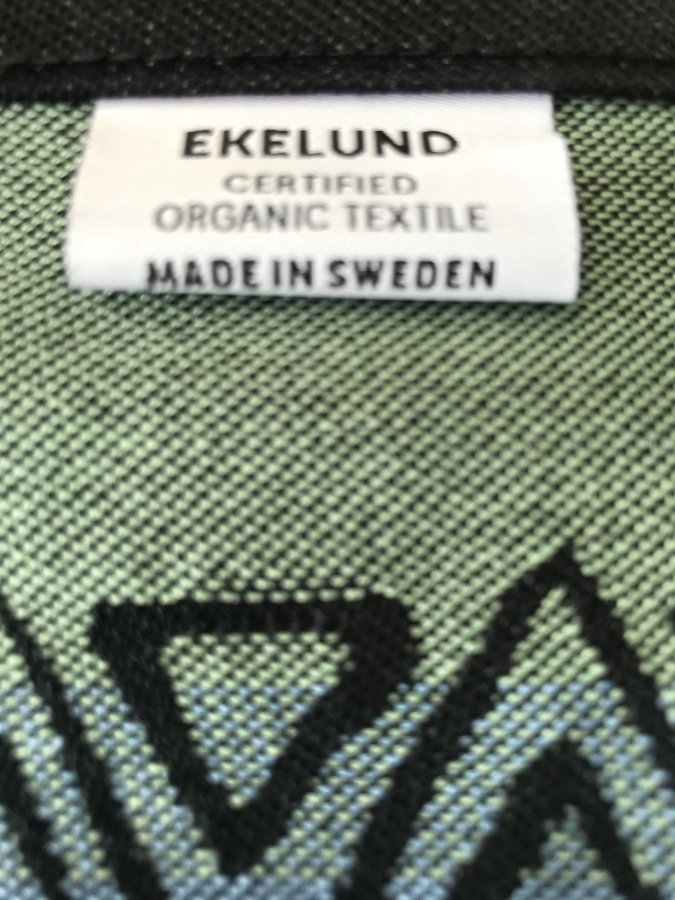 EKELUND
CERTIFIED
ORGANIC TEXTILE
MADE IN SWEDEN